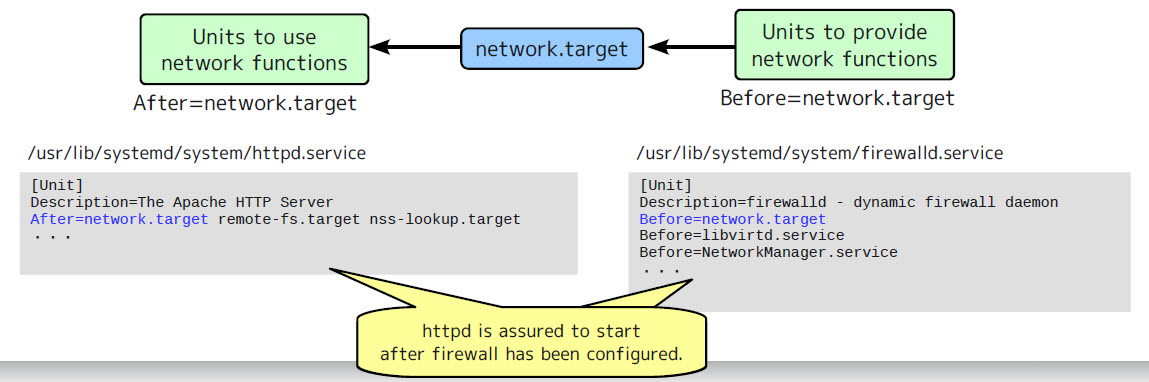 Units to use
network functions
network.target
Units to provide
network functions
After=network.target
Before=network.target
/usr/lib/systemd/system/httpd.service
[Unit]
Description=The Apache HTTP Server
After=network.target remote-fs.target nss-lookup.target
・・・
/usr/lib/systemd/system/firewalld.service
[Unit]
Description=firewalld - dynamic firewall daemon
Before=network.target
Before=libvirtd.service
Before=NetworkManager.service
・・・
httpd is assured to start
after firewall has been configured.